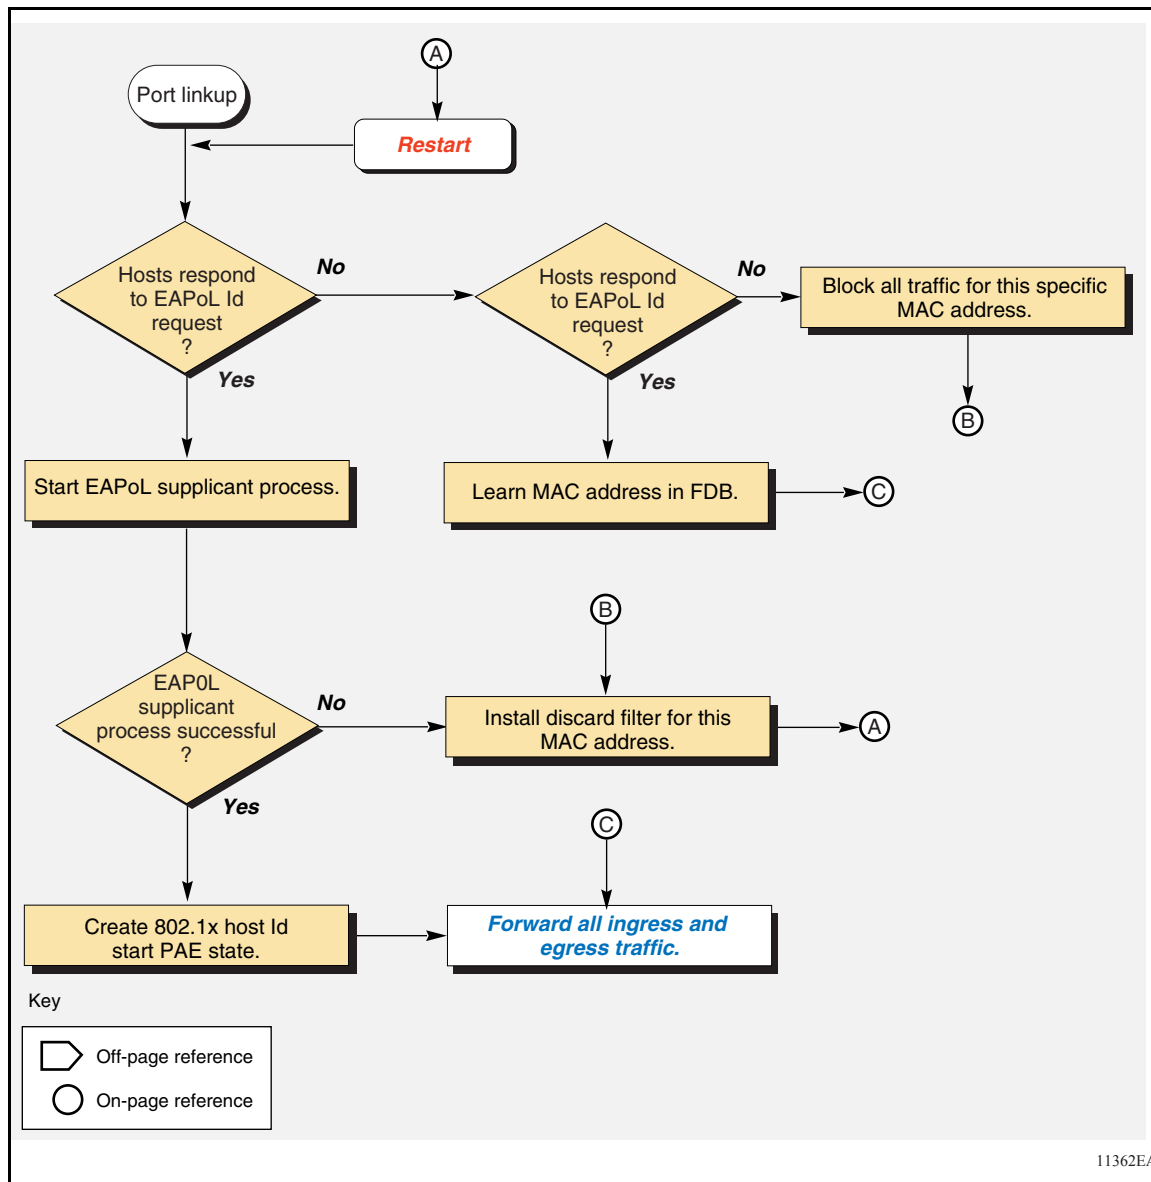 A
Port linkup
Restart
Hosts respond
to EAPoL Id
request
?
No
Yes
Hosts respond
to EAPoL Id
request
?
No
Yes
Block all traffic for this specific
MAC address.
B
Start EAPoL supplicant process.
Learn MAC address in FDB.
C
B
EAP0L
supplicant
process successful
?
No
Yes
Install discard filter for this
MAC address.
A
C
Create 802.1x host Id
start PAE state.
Forward all ingress and
egress traffic.
Key
Off-page reference
On-page reference
11362EA